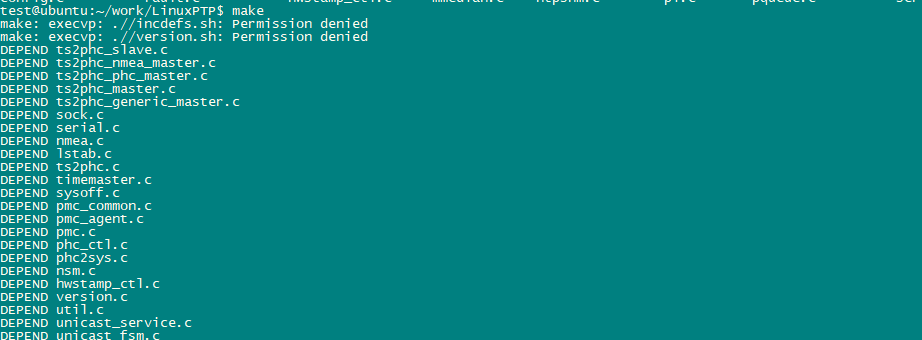 test@ubuntu:~/work/LinuxPTP$ make
make: execvp: .//incdefs.sh: Permission denied
make: execvp: .//version.sh: Permission denied
DEPEND ts2phc_slave.c
DEPEND ts2phc_nmea_master.c
DEPEND ts2phc_phc_master.c
DEPEND ts2phc_master.c
DEPEND ts2phc_generic_master.c
DEPEND sock.c
DEPEND serial.c
DEPEND nmea.c
DEPEND lstab.c
DEPEND ts2phc.c
DEPEND timemaster.c
DEPEND sysoff.c
DEPEND pmc_common.c
DEPEND pmc_agent.c
DEPEND pmc.c
DEPEND phc_ctl.c
DEPEND phc2sys.c
DEPEND nsm.c
DEPEND hwstamp_ctl.c
DEPEND version.c
DEPEND util.c
DEPEND unicast_service.c
DEPEND unicast_fsm.c